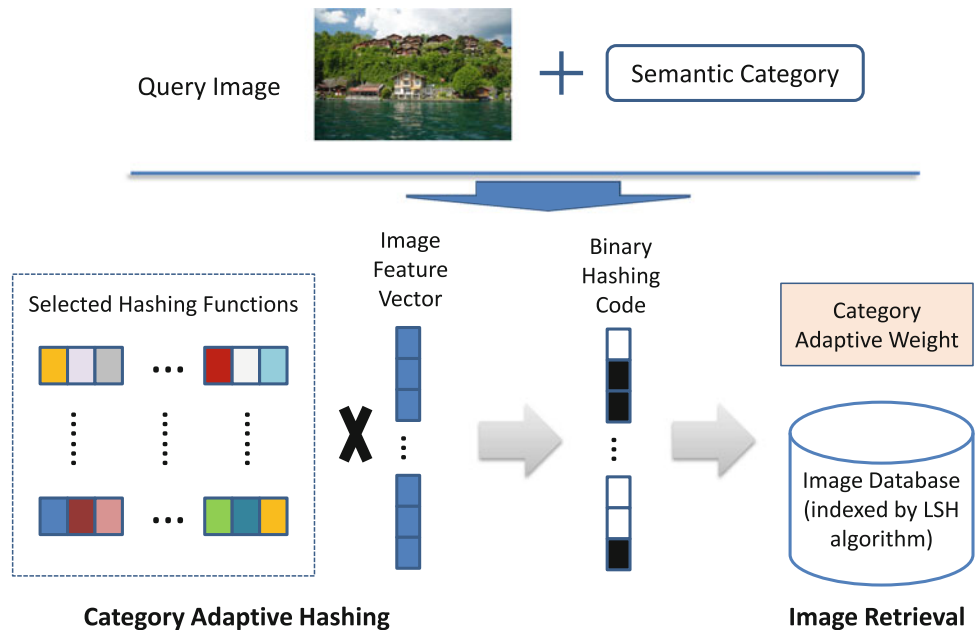 Query Image
Semantic Category
Image
Feature
Vector
Binary
Hashing
Code
Selected Hashing Functions
Category
Adaptive Weight
Image Database
(indexed by LSH
algorithm)
Category Adaptive Hashing
Image Retrieval